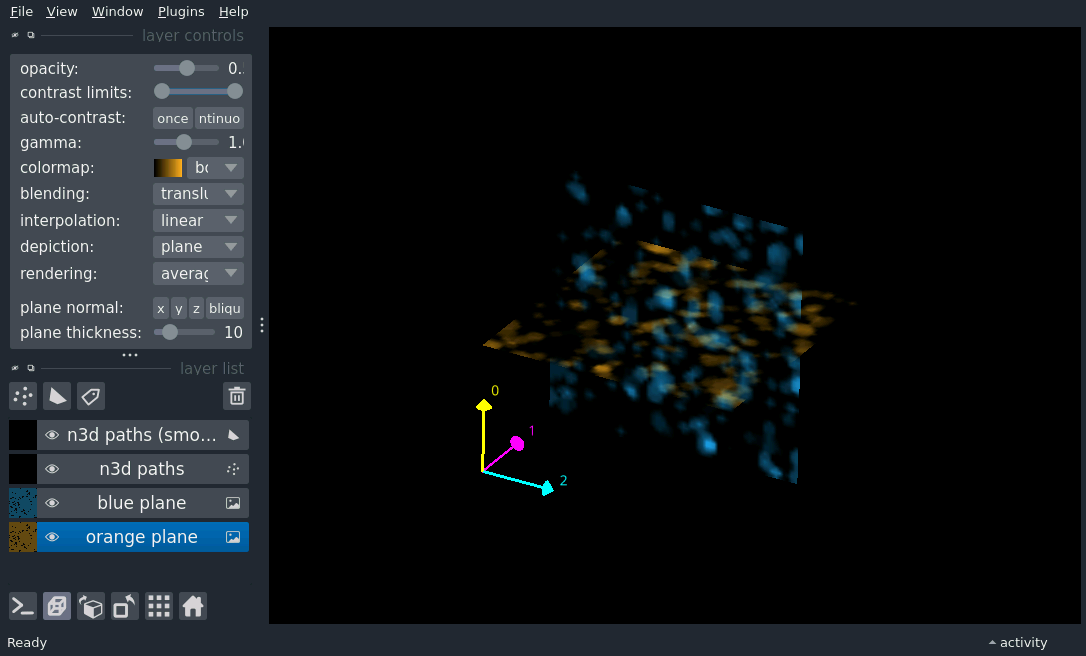 File View Window Plugins Help
layer controls
opacity: 0.
contrast limits:
auto-contrast: once ntinuo
gamma: 1.
colormap: bo
blending: translu
interpolation: linear
depiction: plane
rendering: averag
plane normal: x y z bliqu
plane thickness: 10
layer list
n3d paths (smo...
n3d paths
blue plane
orange plane
0
1
2
Ready
activity